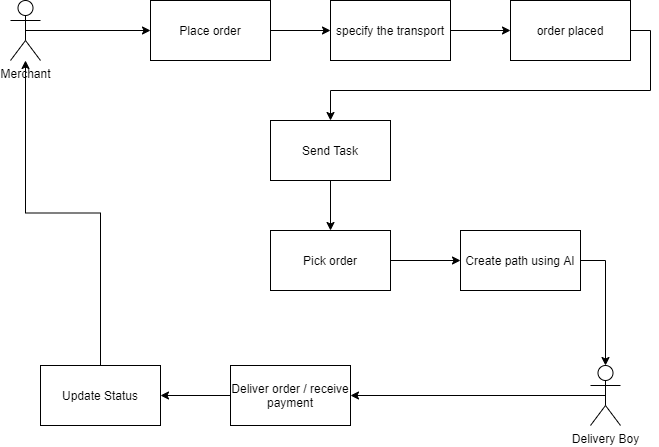 Place order
specify the transport
order placed
Merchant
Send Task
Pick order
Create path using AI
Update Status
Deliver order / receive
payment
Delivery Boy